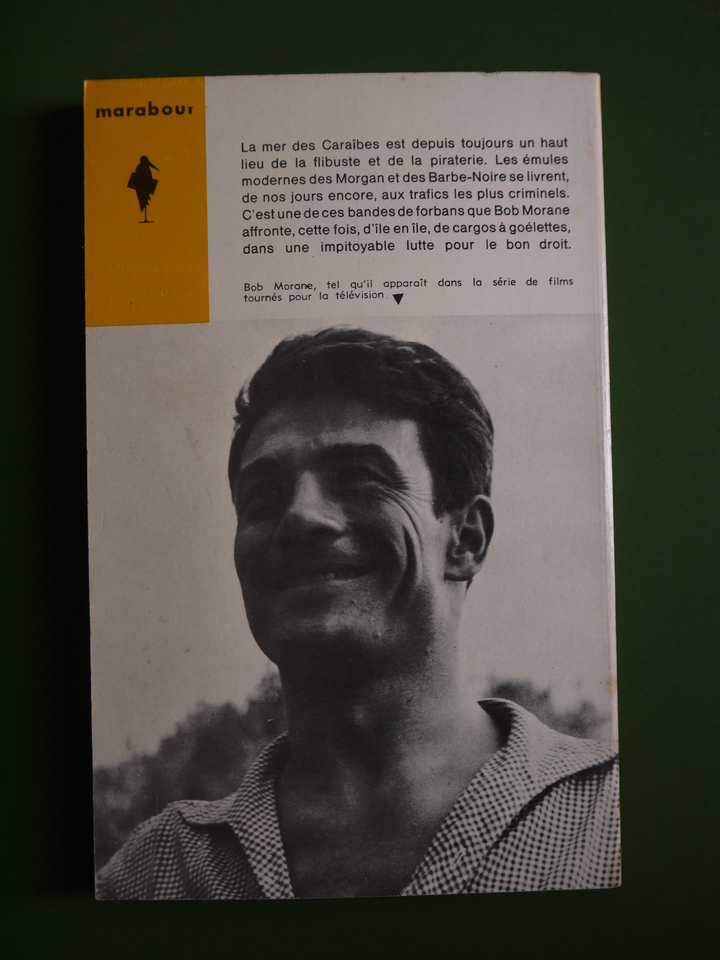 marabout
La mer des Caraïbes est depuis toujours un haut
lieu de la flibuste et de la piraterie. Les émules
modernes des Morgan et des Barbe-Noire se livrent,
de nos jours encore, aux trafics les plus criminels.
C'est une de ces bandes de forbans que Bob Morane
affronte, cette fois, d'île en île, de cargos à goélettes,
dans une impitoyable lutte pour le bon droit.
Bob Morane, tel qu'il apparaît dans la série de films
tournés pour la télévision